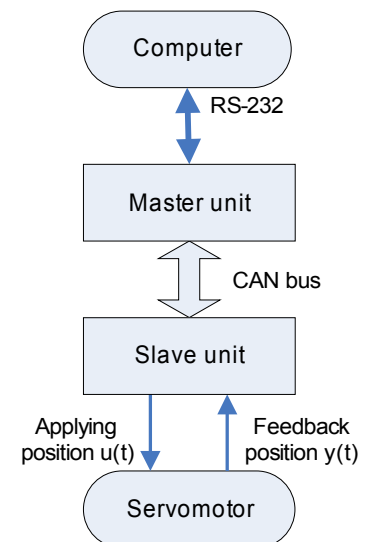 Computer
RS-232
Master unit
CAN bus
Slave unit
Applying
position u(t)
Feedback
position y(t)
Servomotor